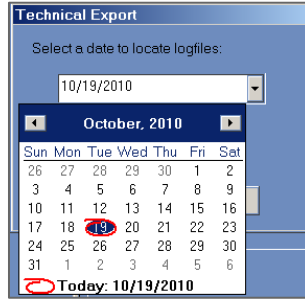 Technical Export
Select a date to locate logfiles:
10/19/2010
October, 2010
Sun Mon Tue Wed Thu Fri Sat
26 27 28 29 30 1 2
3 4 5 6 7 8 9
10 11 12 13 14 15 16
17 18 19 20 21 22 23
24 25 26 27 28 29 30
31 1 2 3 4 5 6
Today: 10/19/2010